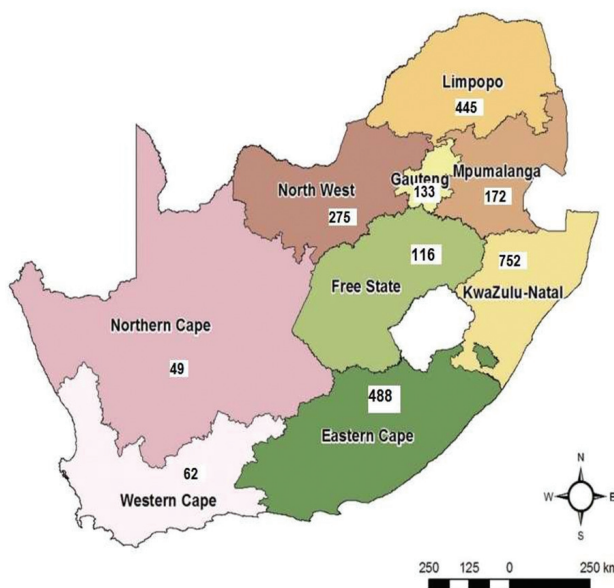 Limpopo
445
Mpumalanga
172
Gauteng
133
North West
275
116
Free State
752
KwaZulu-Natal
Northern Cape
49
488
Eastern Cape
62
Western Cape
N
W E
S
250 125 0 250 km